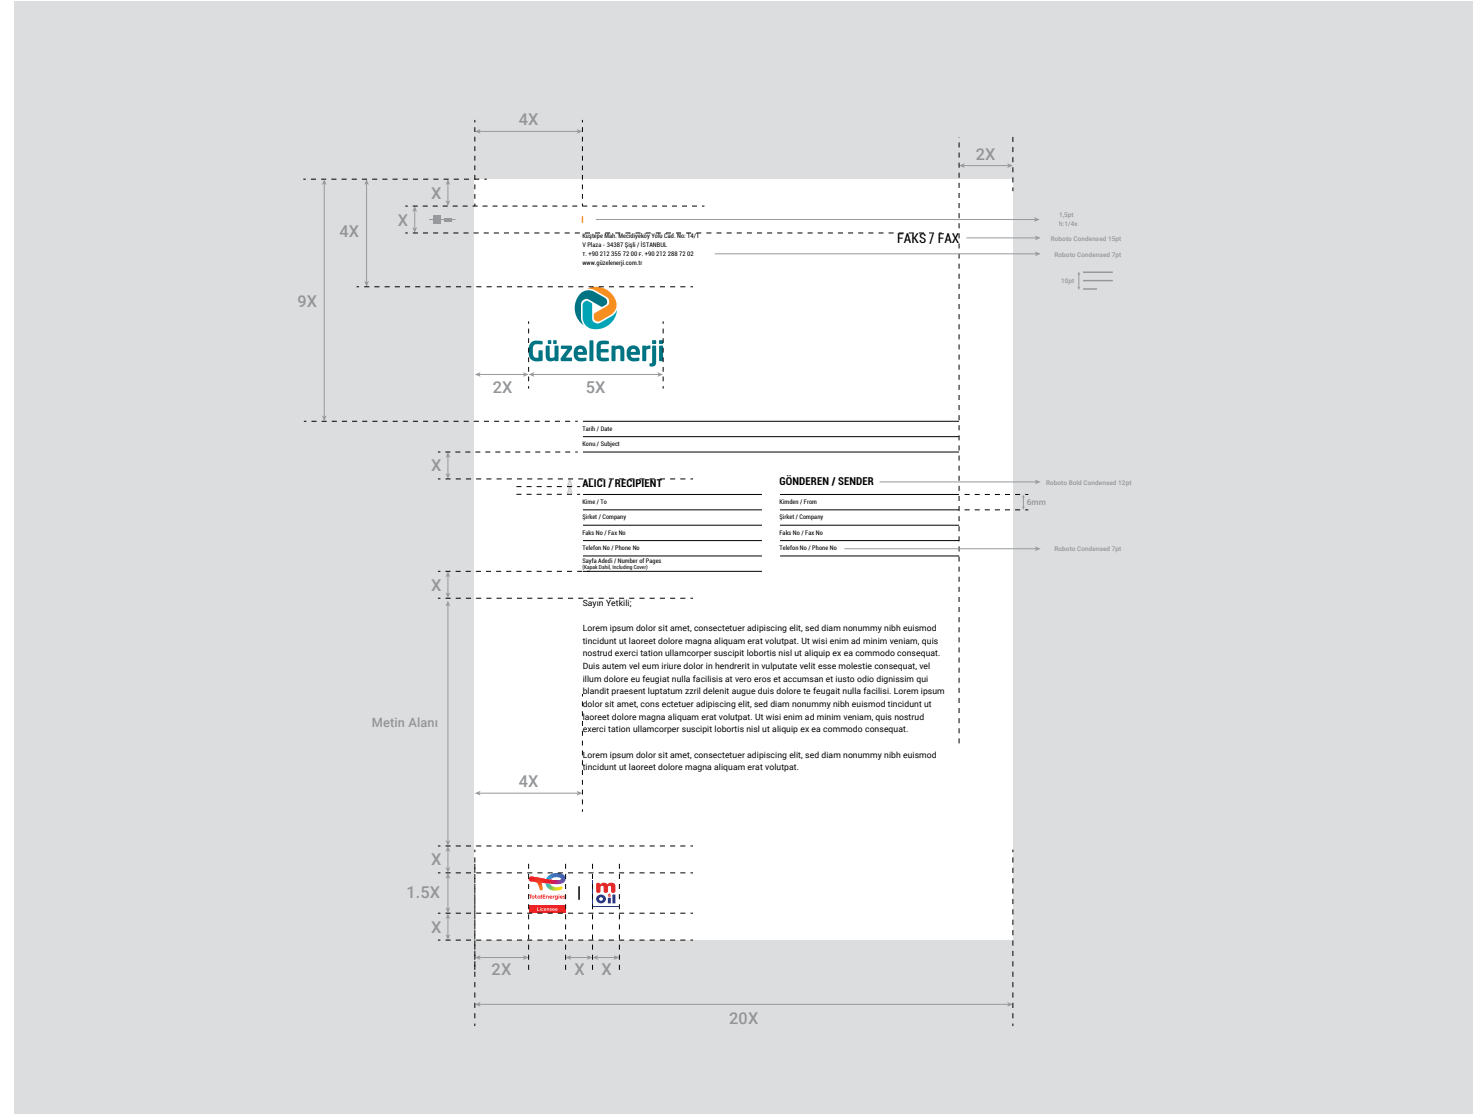 4X
2X
X
X
4X
9X
1,5pt
h:1/4x
Kuştepe Mah. Mecidiyeköy Yolu Cad. No: 14/1
V Plaza - 34387 Şişli / İSTANBUL
T. +90 212 355 72 00 F. +90 212 288 72 02
www.güzelenerji.com.tr
FAKS / FAX
Roboto Condensed 15pt
Roboto Condensed 7pt
10pt
GüzelEnerji
2X
5X
Tarih / Date
Konu / Subject
X
ALICI / RECIPIENT
Kime / To
Şirket / Company
Faks No / Fax No
Telefon No / Phone No
Sayfa Adedi / Number of Pages
(Kapak Dahil, Including Cover)
GÖNDEREN / SENDER
Kimden / From
Şirket / Company
Faks No / Fax No
Telefon No / Phone No
Roboto Bold Condensed 12pt
6mm
Roboto Condensed 7pt
X
Sayın Yetkili;
Lorem ipsum dolor sit amet, consectetuer adipiscing elit, sed diam nonummy nibh euismod
tincidunt ut laoreet dolore magna aliquam erat volutpat. Ut wisi enim ad minim veniam, quis
nostrud exerci tation ullamcorper suscipit lobortis nisl ut aliquip ex ea commodo consequat.
Duis autem vel eum iriure dolor in hendrerit in vulputate velit esse molestie consequat, vel
illum dolore eu feugiat nulla facilisis at vero eros et accumsan et iusto odio dignissim qui
blandit praesent luptatum zzril delenit augue duis dolore te feugait nulla facilisi. Lorem ipsum
dolor sit amet, cons ectetuer adipiscing elit, sed diam nonummy nibh euismod tincidunt ut
laoreet dolore magna aliquam erat volutpat. Ut wisi enim ad minim veniam, quis nostrud
exerci tation ullamcorper suscipit lobortis nisl ut aliquip ex ea commodo consequat.
Lorem ipsum dolor sit amet, consectetuer adipiscing elit, sed diam nonummy nibh euismod
tincidunt ut laoreet dolore magna aliquam erat volutpat.
Metin Alanı
4X
X
1.5X
X
TotalEnergies
Licensee
moil
2X
X
X
20X